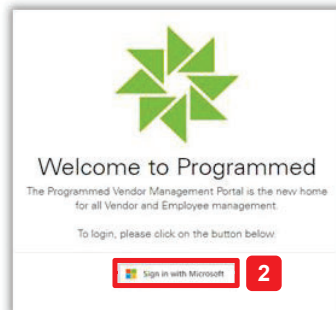 Welcome to Programmed
The Programmed Vendor Management Portal is the new home
for all Vendor and Employee management.
To login, please click on the button below.
Sign in with Microsoft
2